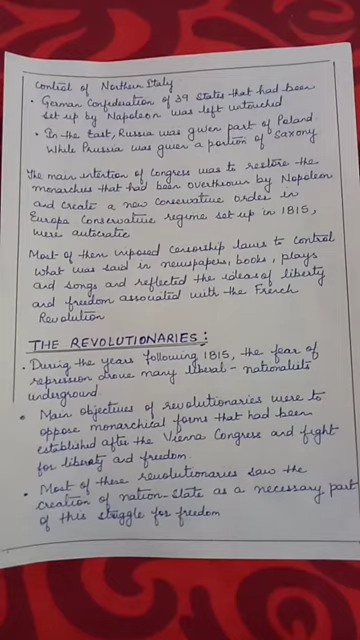 control of Northern Italy
• German Confederation of 39 States that had been
set up by Napoleon was left untouched
• In the East, Russia was given part of Poland
While Prussia was given a portion of Saxony
The main intention of Congress was to restore the
monarchies that had been overthrown by Napoleon
and create a new conservative order in
Europe Conservative regime set up in 1815,
were autocratic
Most of them imposed censorship laws to control
what was said in newspapers, books, plays
and songs and reflected the ideas of liberty
and freedom associated with the French
Revolution
THE REVOLUTIONARIES:
• During the years following 1815, the fear of
repression drove many liberal-nationalists
underground.
• Main objectives of revolutionaries were to
oppose monarchical forms that had been
established after the Vienna Congress and fight
for liberty and freedom.
• Most of these revolutionaries saw the
creation of nation-state as a necessary part
of this struggle for freedom